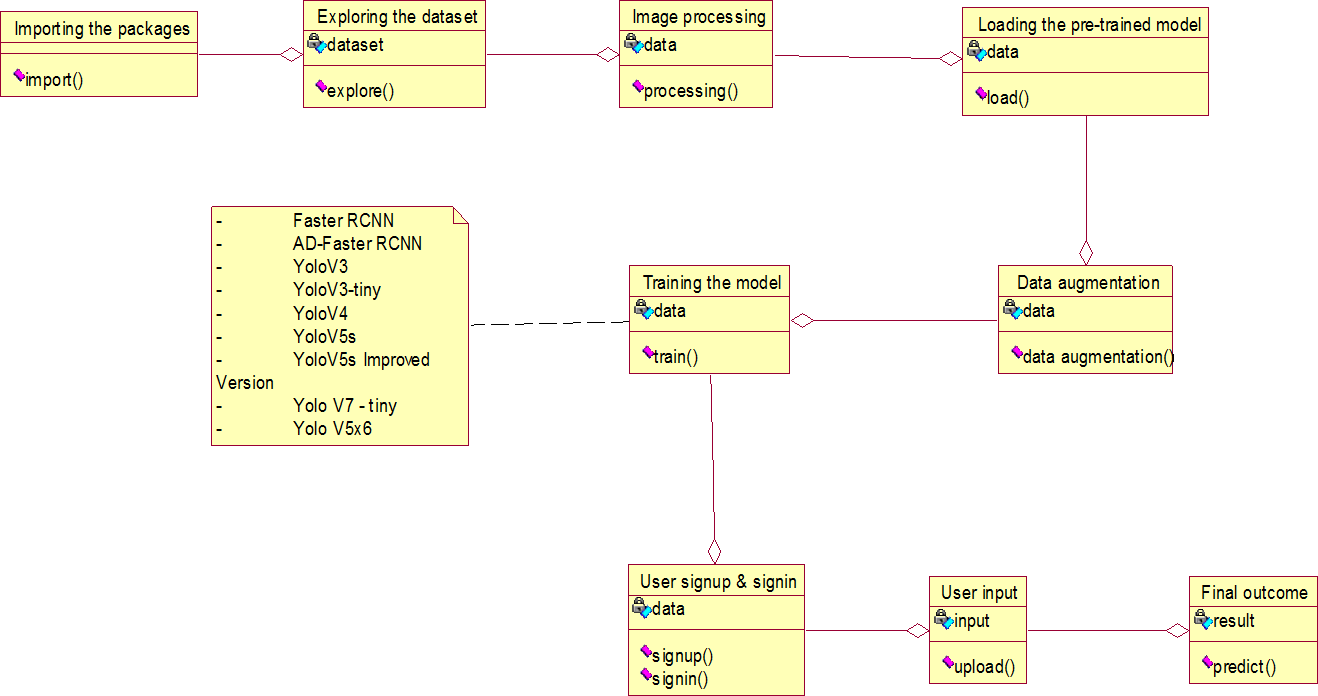 Importing the packages
import()
Exploring the dataset
dataset
explore()
Image processing
data
processing()
Loading the pre-trained model
data
load()
- Faster RCNN
- AD-Faster RCNN
- YoloV3
- YoloV3-tiny
- YoloV4
- YoloV5s
- YoloV5s Improved
Version
- Yolo V7 - tiny
- Yolo V5x6
Training the model
data
train()
Data augmentation
data
data augmentation()
User signup & signin
data
signup()
signin()
User input
input
upload()
Final outcome
result
predict()